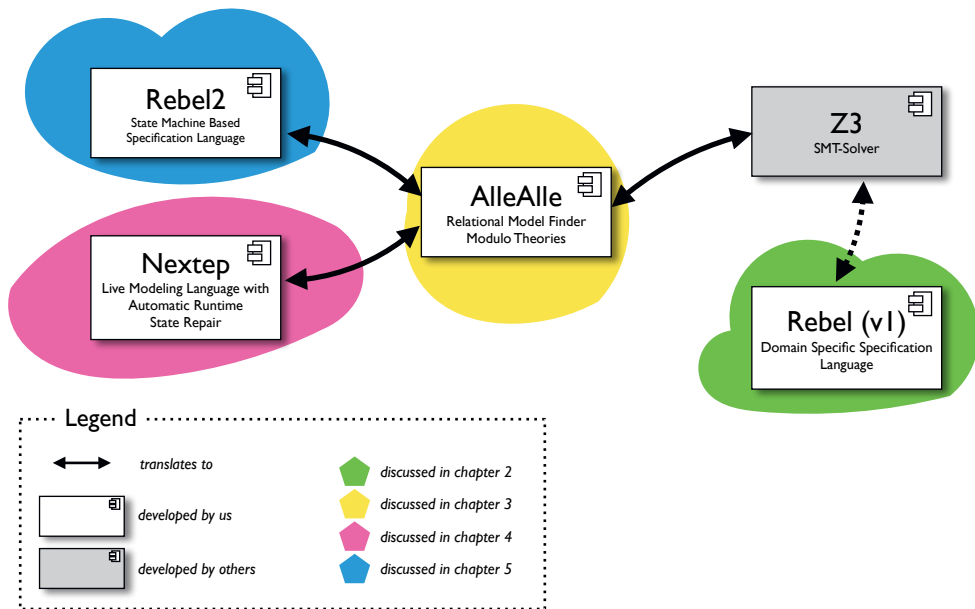 Rebel2
State Machine Based
Specification Language
Z3
SMT-Solver
AlleAlle
Relational Model Finder
Modulo Theories
Nextep
Live Modeling Language with
Automatic Runtime
State Repair
Rebel (v1)
Domain Specific Specification
Language
Legend
translates to
developed by us
developed by others
discussed in chapter 2
discussed in chapter 3
discussed in chapter 4
discussed in chapter 5